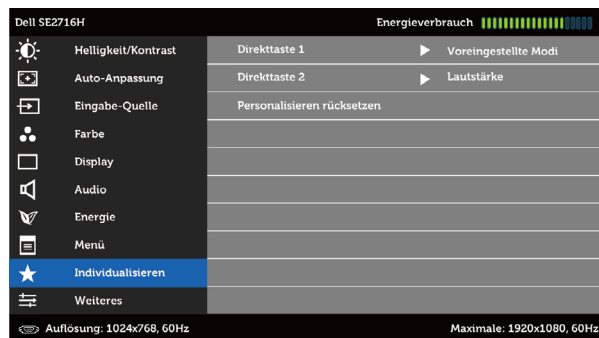 Dell SE2716H Energieverbrauch
Helligkeit/Kontrast Direkttaste 1 Voreingestellte Modi
Auto-Anpassung Direkttaste 2 Lautstärke
Eingabe-Quelle Personalisieren rücksetzen
Farbe
Display
Audio
Energie
Menü
Individualisieren
Weiteres
Auflösung: 1024x768, 60Hz Maximale: 1920x1080, 60Hz